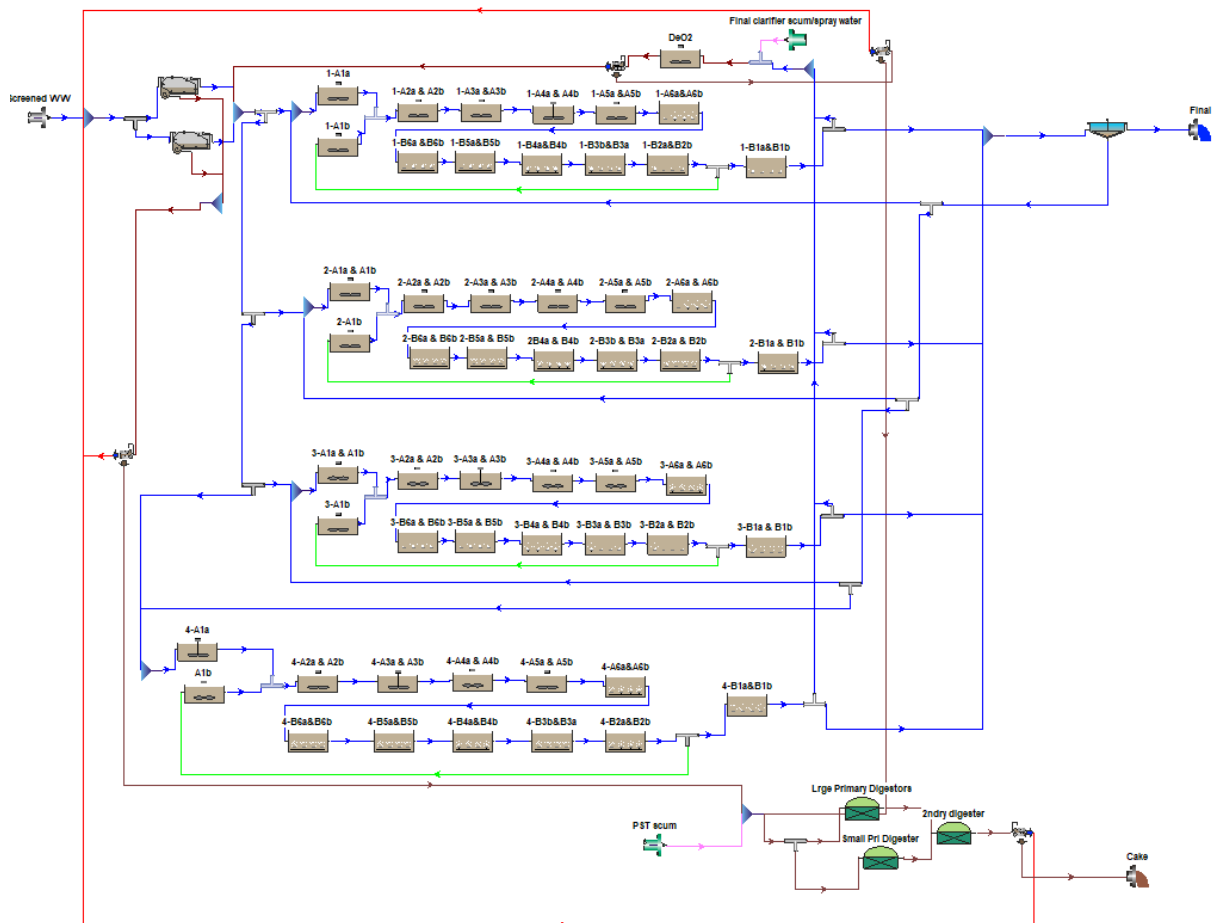 Final clarifier scum/spray water
DeO2
Screened WW
Final
1-A1a
1-A2a & A2b
1-A3a & A3b
1-A4a & A4b
1-A5a &A5b
1-A6a&A6b
1-A1b
1-B6a & B6b
1-B5a&B5b
1-B4a&B4b
1-B3b&B3a
1-B2a&B2b
1-B1a&B1b
2-A1a & A1b
2-A2a & A2b
2-A3a & A3b
2-A4a & A4b
2-A5a & A5b
2-A6a & A6b
2-A1b
2-B6a & B6b
2-B5a & B5b
2B4a & B4b
2-B3b & B3a
2-B2a & B2b
2-B1a & B1b
3-A1a & A1b
3-A2a & A2b
3-A3a & A3b
3-A4a & A4b
3-A5a & A5b
3-A6a & A6b
3-A1b
3-B6a & B6b
3-B5a & B5b
3-B4a & B4b
3-B3a & B3b
3-B2a & B2b
3-B1a & B1b
4-A1a
4-A2a & A2b
4-A3a & A3b
4-A4a & A4b
4-A5a & A5b
4-A6a&A6b
A1b
4-B1a&B1b
4-B6a&B6b
4-B5a&B5b
4-B4a&B4b
4-B3b&B3a
4-B2a&B2b
Lrge Primary Digestors
2ndry digester
PST scum
Small Pri Digester
Cake